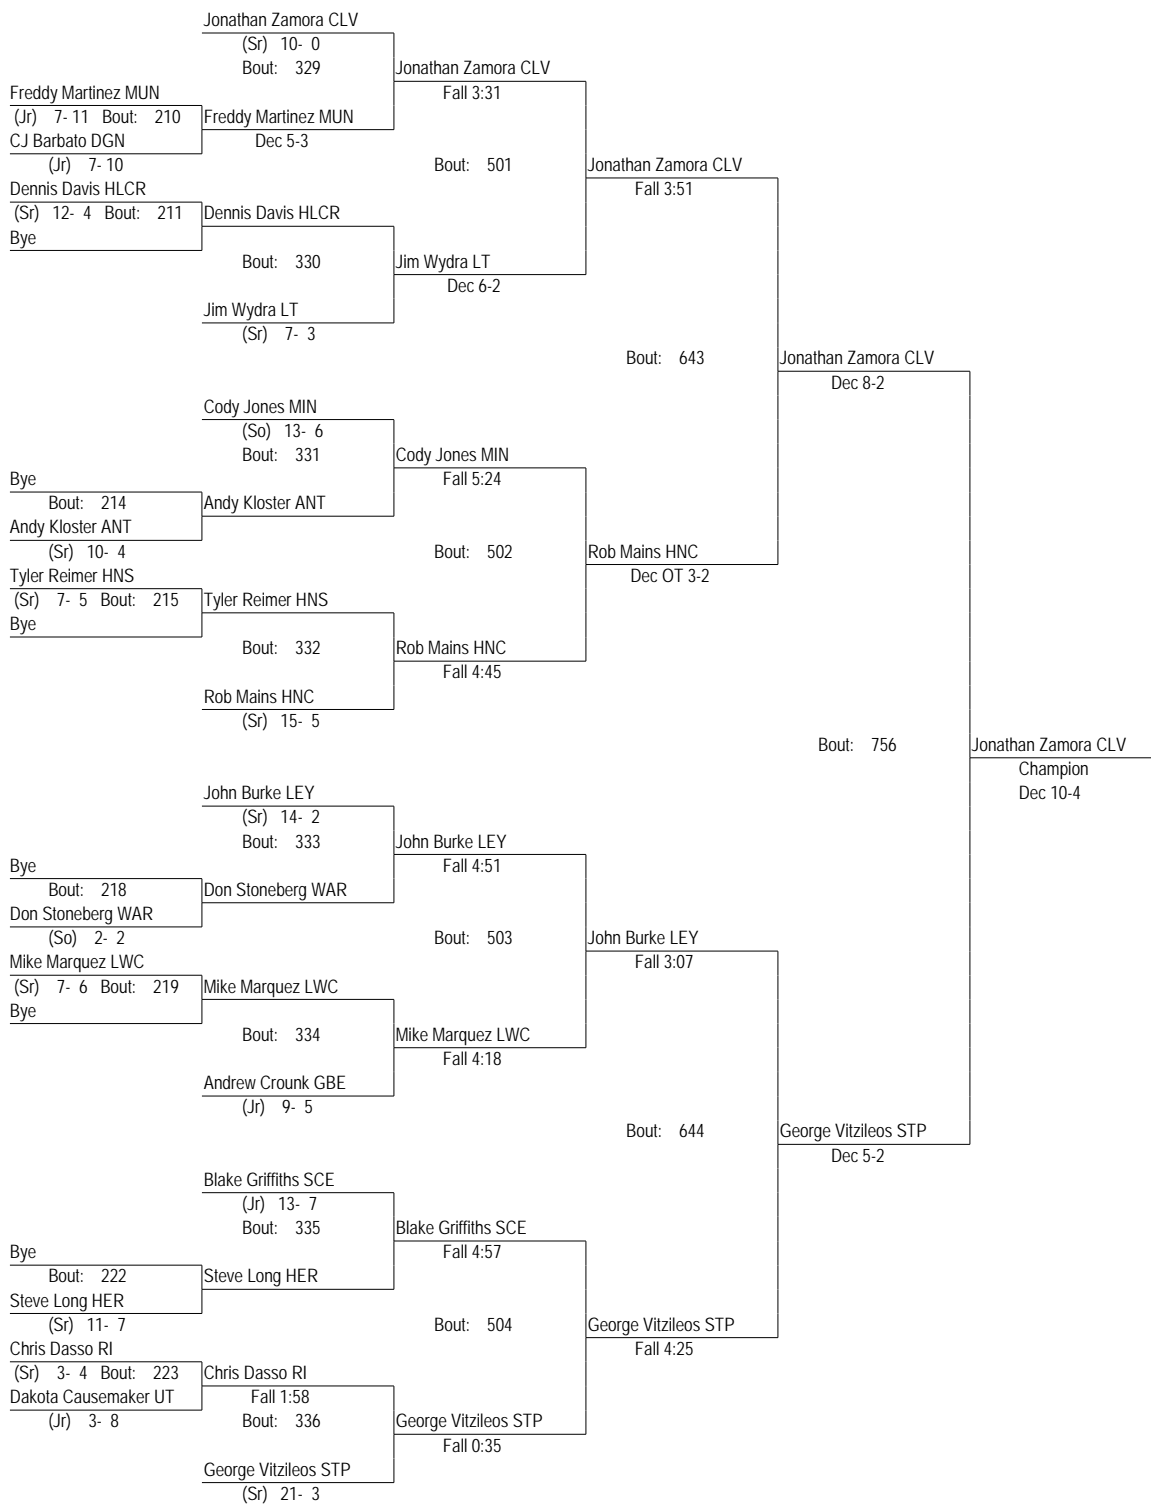 Jonathan Zamora CLV
(Sr) 10- 0
Bout: 329
Jonathan Zamora CLV
Fall 3:31
Freddy Martinez MUN
(Jr) 7- 11 Bout: 210
Freddy Martinez MUN
Dec 5-3
CJ Barbato DGN
(Jr) 7- 10
Bout: 501
Jonathan Zamora CLV
Fall 3:51
Dennis Davis HLCR
(Sr) 12- 4 Bout: 211
Dennis Davis HLCR
Bye
Bout: 330
Jim Wydra LT
Dec 6-2
Jim Wydra LT
(Sr) 7- 3
Bout: 643
Jonathan Zamora CLV
Dec 8-2
Cody Jones MIN
(So) 13- 6
Bout: 331
Cody Jones MIN
Fall 5:24
Bye
Bout: 214
Andy Kloster ANT
Andy Kloster ANT
(Sr) 10- 4
Bout: 502
Rob Mains HNC
Dec OT 3-2
Tyler Reimer HNS
(Sr) 7- 5 Bout: 215
Tyler Reimer HNS
Bye
Bout: 332
Rob Mains HNC
Fall 4:45
Rob Mains HNC
(Sr) 15- 5
Bout: 756
Jonathan Zamora CLV
Champion
Dec 10-4
John Burke LEY
(Sr) 14- 2
Bout: 333
John Burke LEY
Fall 4:51
Bye
Bout: 218
Don Stoneberg WAR
Don Stoneberg WAR
(So) 2- 2
Bout: 503
John Burke LEY
Fall 3:07
Mike Marquez LWC
(Sr) 7- 6 Bout: 219
Mike Marquez LWC
Bye
Bout: 334
Mike Marquez LWC
Fall 4:18
Andrew Crounk GBE
(Jr) 9- 5
Bout: 644
George Vitzileos STP
Dec 5-2
Blake Griffiths SCE
(Jr) 13- 7
Bout: 335
Blake Griffiths SCE
Fall 4:57
Bye
Bout: 222
Steve Long HER
Steve Long HER
(Sr) 11- 7
Bout: 504
George Vitzileos STP
Fall 4:25
Chris Dasso RI
(Sr) 3- 4 Bout: 223
Chris Dasso RI
Fall 1:58
Dakota Causemaker UT
(Jr) 3- 8
Bout: 336
George Vitzileos STP
Fall 0:35
George Vitzileos STP
(Sr) 21- 3